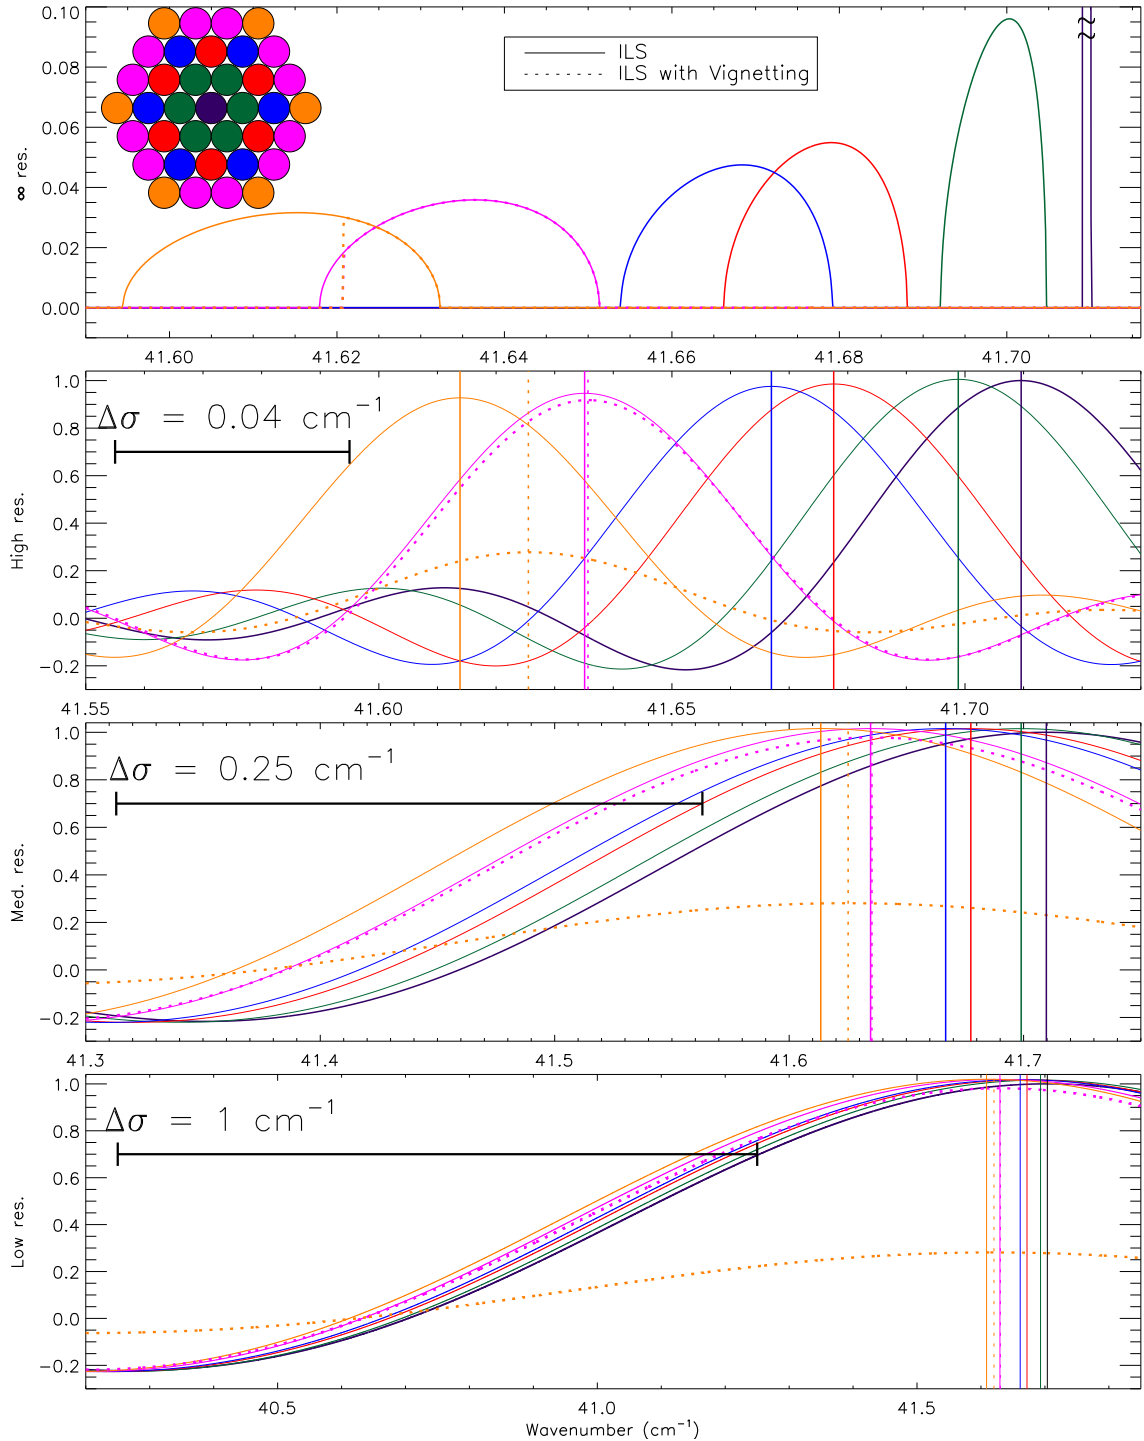 0.10
0.08
0.06
0.04
0.02
0.00
∞ res.
ILS
ILS with Vignetting
41.60 41.62 41.64 41.66 41.68 41.70
1.0
0.8
0.6
0.4
0.2
0.0
−0.2
High res.
Δσ = 0.04 cm⁻¹
41.55 41.60 41.65 41.70
1.0
0.8
0.6
0.4
0.2
0.0
−0.2
Med. res.
Δσ = 0.25 cm⁻¹
41.3 41.4 41.5 41.6 41.7
1.0
0.8
0.6
0.4
0.2
0.0
−0.2
Low res.
Δσ = 1 cm⁻¹
40.5 41.0 41.5
Wavenumber (cm⁻¹)